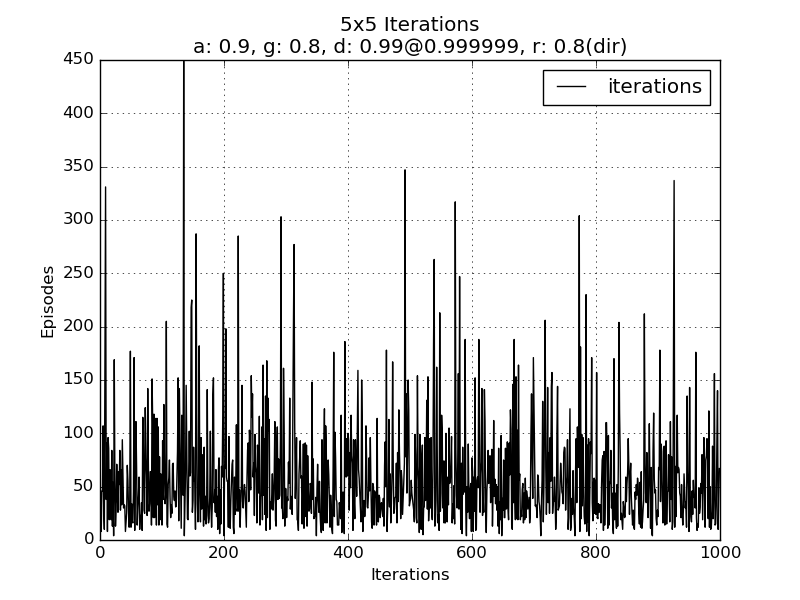 5x5 Iterations
a: 0.9, g: 0.8, d: 0.99@0.999999, r: 0.8(dir)
iterations
450
400
350
300
250
200
150
100
50
0
Episodes
0 200 400 600 800 1000
Iterations